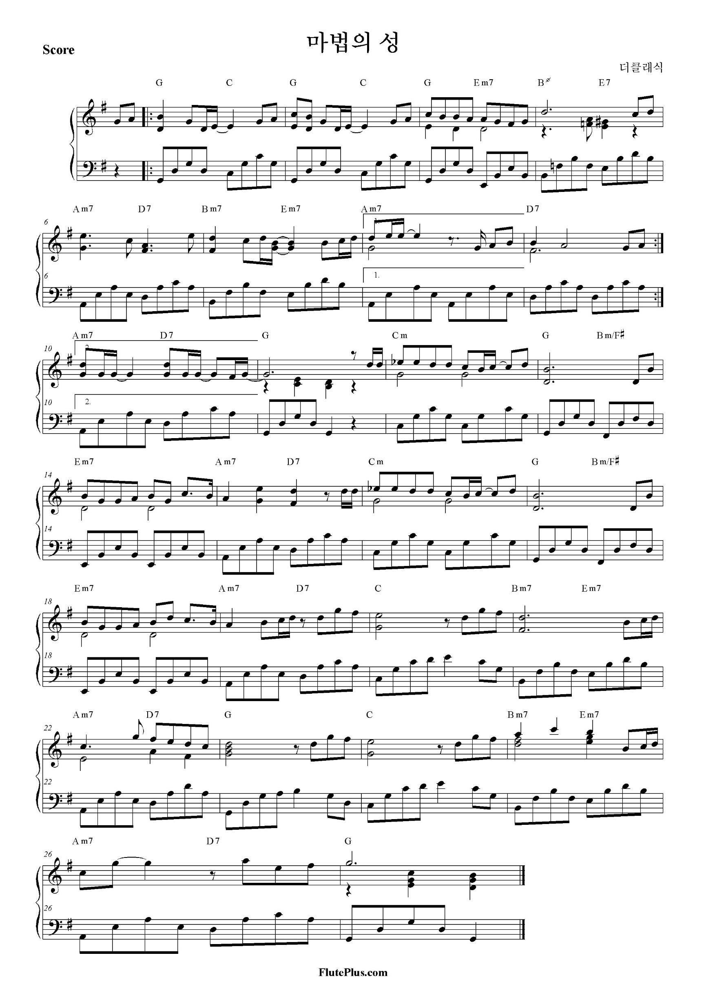 마법의 성
Score
더클래식
G C G C G Em7 Bø E7
6 Am7 D7 Bm7 Em7 Am7 D7
1.
6 1.
Am7 D7 G Cm G Bm/F#
10 2.
10 2.
Em7 Am7 D7 Cm G Bm/F#
14
14
Em7 Am7 D7 C Bm7 Em7
18
18
Am7 D7 G C Bm7 Em7
22
22
Am7 D7 G
26
26
FlutePlus.com